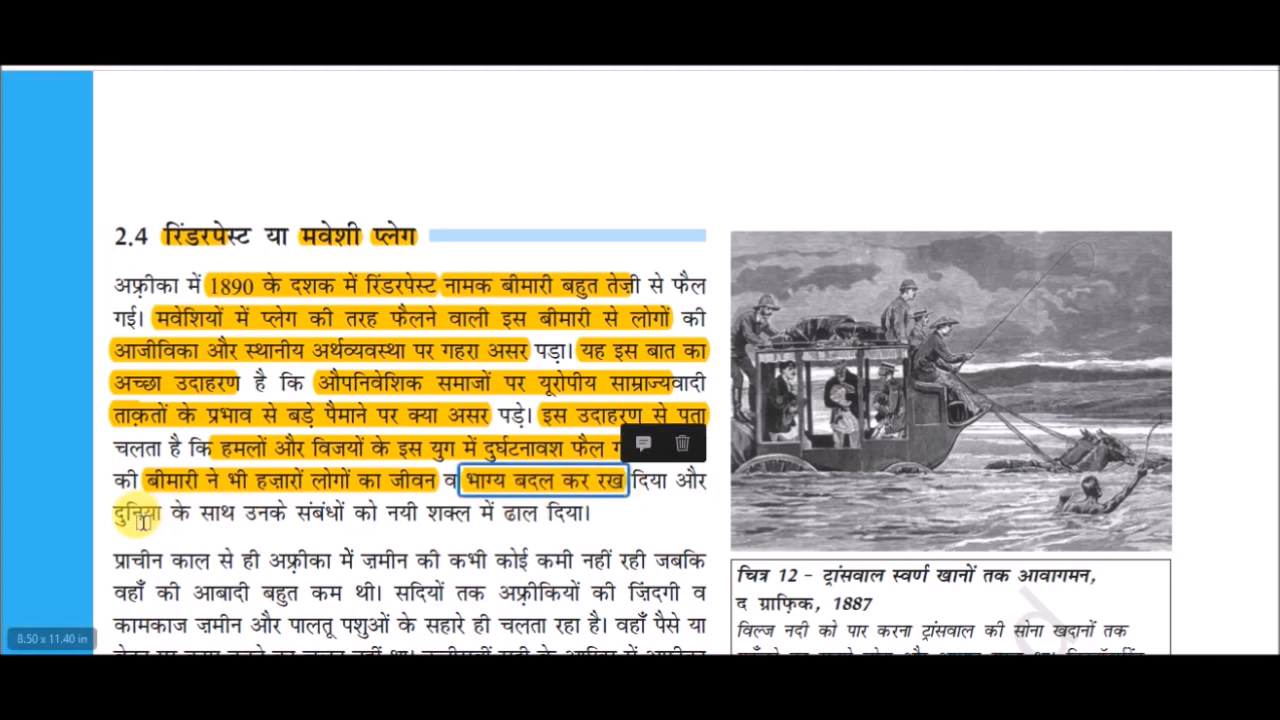 2.4 रिंडरपेस्ट या मवेशी प्लेग
अफ़्रीका में 1890 के दशक में रिंडरपेस्ट नामक बीमारी बहुत तेज़ी से फैल
गई। मवेशियों में प्लेग की तरह फैलने वाली इस बीमारी से लोगों की
आजीविका और स्थानीय अर्थव्यवस्था पर गहरा असर पड़ा। यह इस बात का
अच्छा उदाहरण है कि औपनिवेशिक समाजों पर यूरोपीय साम्राज्यवादी
ताक़तों के प्रभाव से बड़े पैमाने पर क्या असर पड़े। इस उदाहरण से पता
चलता है कि हमलों और विजयों के इस युग में दुर्घटनावश फैल
की बीमारी ने भी हज़ारों लोगों का जीवन व भाग्य बदल कर रख दिया और
दुनिया के साथ उनके संबंधों को नयी शक्ल में ढाल दिया।
प्राचीन काल से ही अफ़्रीका में ज़मीन की कभी कोई कमी नहीं रही जबकि
वहाँ की आबादी बहुत कम थी। सदियों तक अफ़्रीकियों की ज़िंदगी व
कामकाज ज़मीन और पालतू पशुओं के सहारे ही चलता रहा है। वहाँ पैसे या
चित्र 12 – ट्रांसवाल स्वर्ण खानों तक आवागमन,
द ग्राफ़िक, 1887
विल्ज नदी को पार करना ट्रांसवाल की सोना खदानों तक
8.50 x 11.40 in